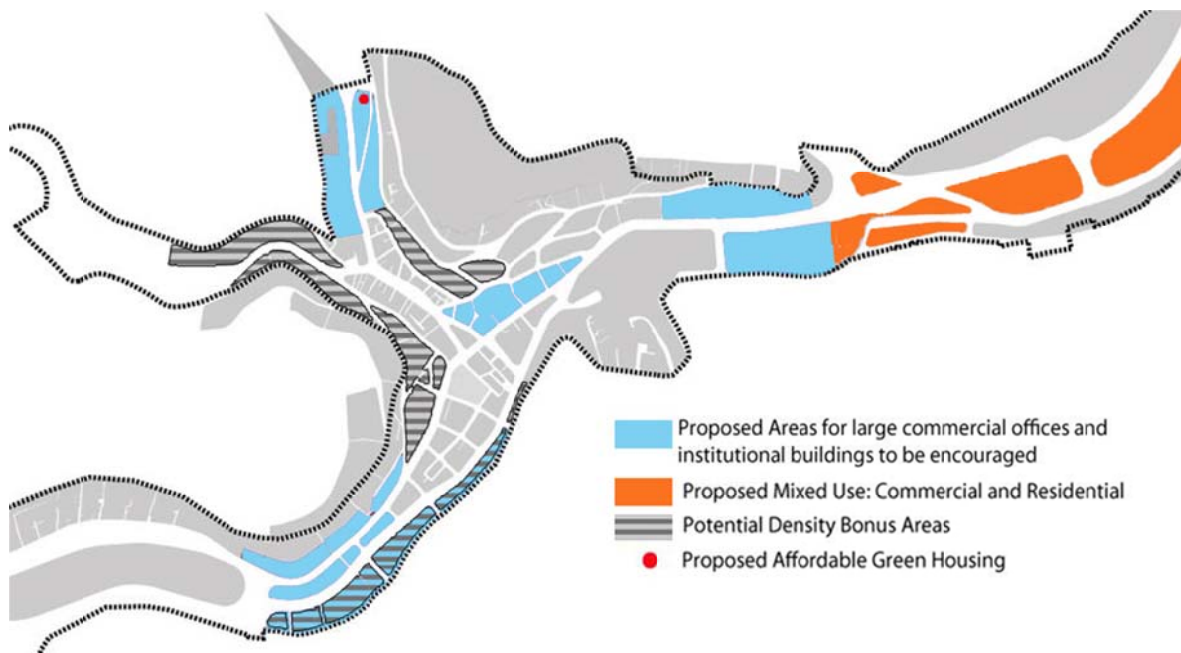 Proposed Areas for large commercial offices and
institutional buildings to be encouraged
Proposed Mixed Use: Commercial and Residential
Potential Density Bonus Areas
Proposed Affordable Green Housing